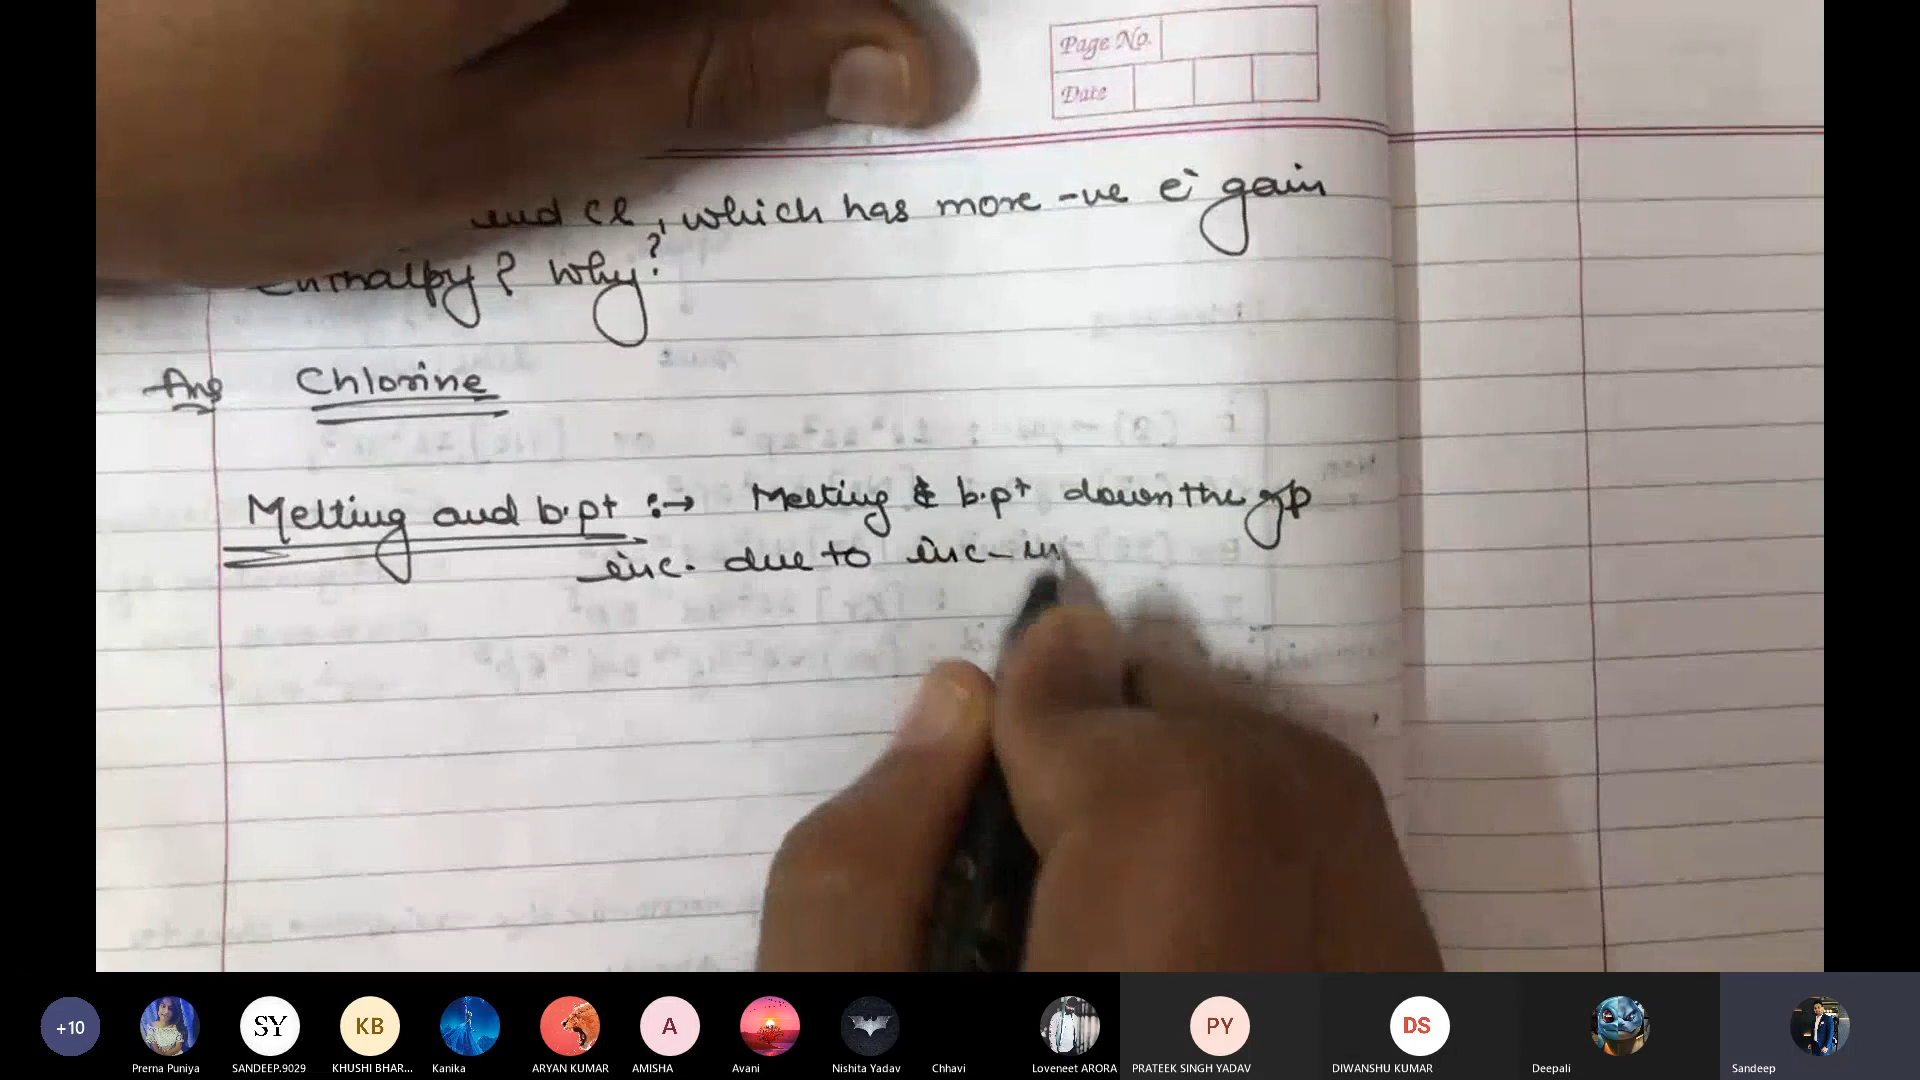 Page No.
Date
and Cl, which has more -ve e⁻ gain
Enthalpy? Why?
Ans Chlorine
Melting and b.pt :→ Melting & b.pt down the gp
inc. due to inc- in
+10
SY
KB
A
PY
DS
Prerna Puniya
SANDEEP.9029
KHUSHI BHAR...
Kanika
ARYAN KUMAR
AMISHA
Avani
Nishita Yadav
Chhavi
Loveneet ARORA
PRATEEK SINGH YADAV
DIWANSHU KUMAR
Deepali
Sandeep